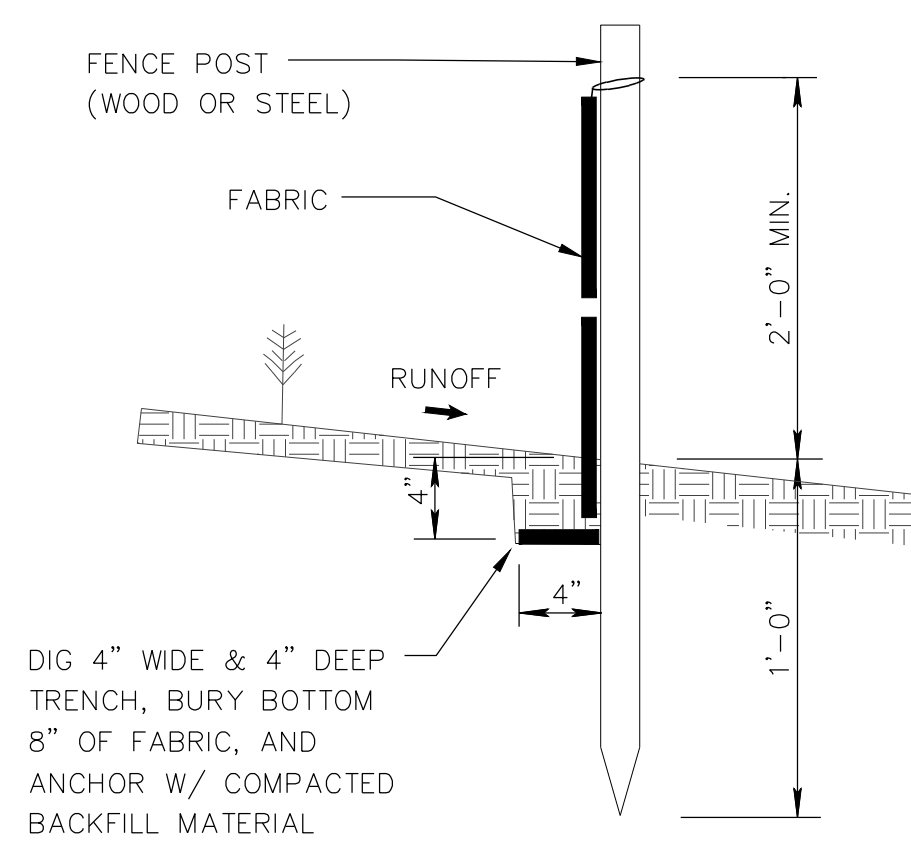 FENCE POST
(WOOD OR STEEL)
FABRIC
2'-0" MIN.
RUNOFF
4"
4"
1'-0"
DIG 4" WIDE & 4" DEEP
TRENCH, BURY BOTTOM
8" OF FABRIC, AND
ANCHOR W/ COMPACTED
BACKFILL MATERIAL